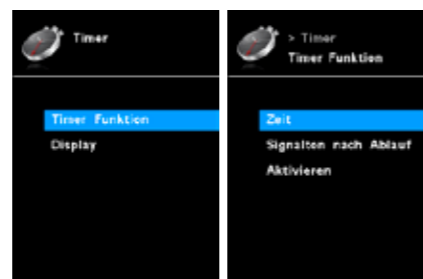 Timer
Timer Funktion
Display
> Timer
Timer Funktion
Zeit
Signalton nach Ablauf
Aktivieren